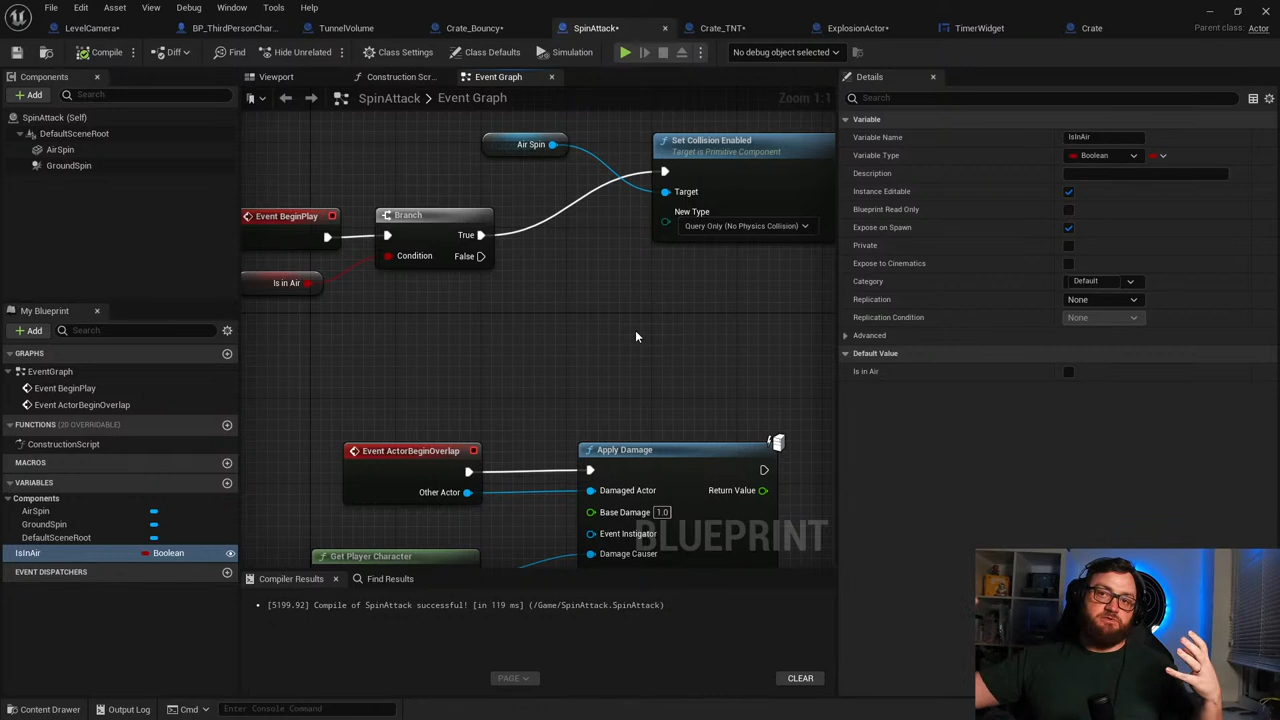 File Edit Asset View Debug Window Tools Help
LevelCamera* BP_ThirdPersonChar... TunnelVolume Crate_Bouncy* SpinAttack* Crate_TNT* ExplosionActor* TimerWidget Crate Parent class: Actor
Compile Diff Find Hide Unrelated Class Settings Class Defaults Simulation No debug object selected
Components
Add Search
SpinAttack (Self)
DefaultSceneRoot
Air Spin
GroundSpin
My Blueprint
Add Search
GRAPHS
EventGraph
Event BeginPlay
Event ActorBeginOverlap
FUNCTIONS (20 OVERRIDABLE)
ConstructionScript
MACROS
VARIABLES
Components
AirSpin
GroundSpin
DefaultSceneRoot
IsInAir Boolean
EVENT DISPATCHERS
Viewport Construction Scr... Event Graph
SpinAttack > Event Graph Zoom 1:1
Air Spin
Set Collision Enabled
Target is Primitive Component
Target
New Type
Query Only (No Physics Collision)
Event BeginPlay
Branch
True
Condition False
Is in Air
Event ActorBeginOverlap
Other Actor
Apply Damage
Damaged Actor Return Value
Base Damage 1.0
Event Instigator
Damage Causer
Get Player Character
BLUEPRINT
Compiler Results Find Results
[5199.92] Compile of SpinAttack successful! [in 119 ms] (/Game/SpinAttack.SpinAttack)
PAGE CLEAR
Details
Search
Variable
Variable Name IsInAir
Variable Type Boolean
Description
Instance Editable
Blueprint Read Only
Expose on Spawn
Private
Expose to Cinematics
Category Default
Replication None
Replication Condition None
Advanced
Default Value
Is in Air
Content Drawer Output Log Cmd Enter Console Command